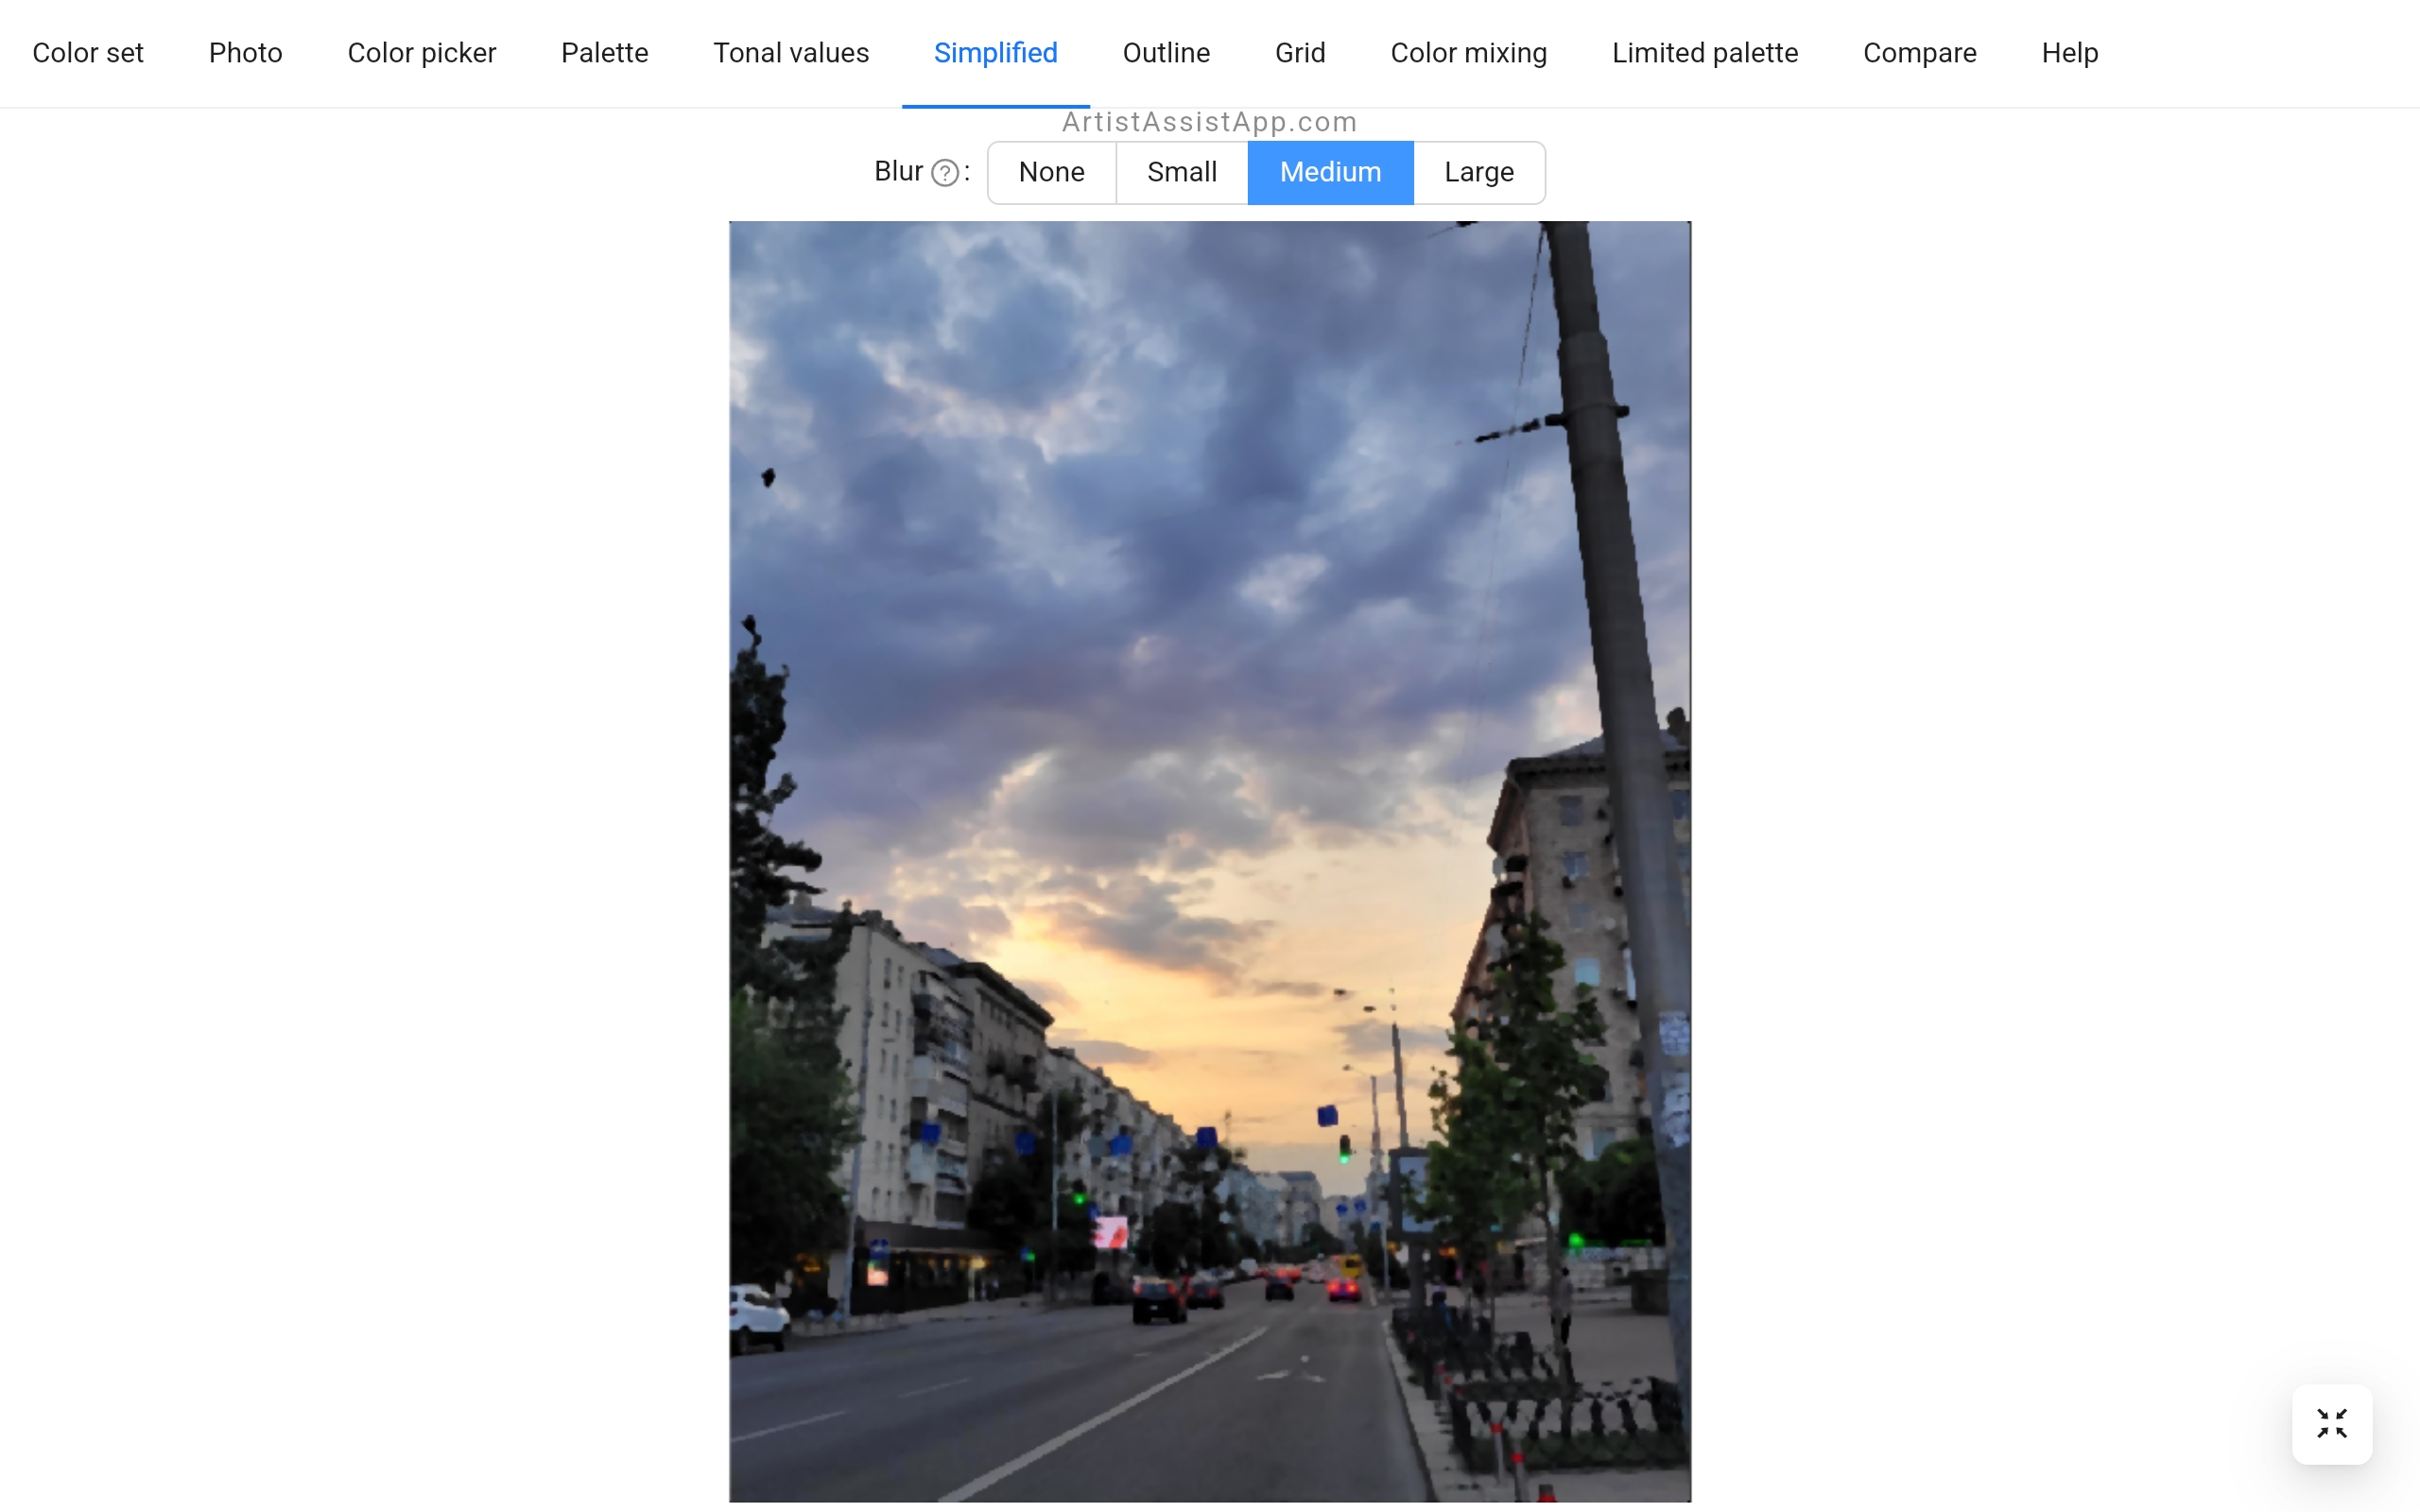 Color set Photo Color picker Palette Tonal values Simplified Outline Grid Color mixing Limited palette Compare Help
ArtistAssistApp.com
Blur ? : None Small Medium Large